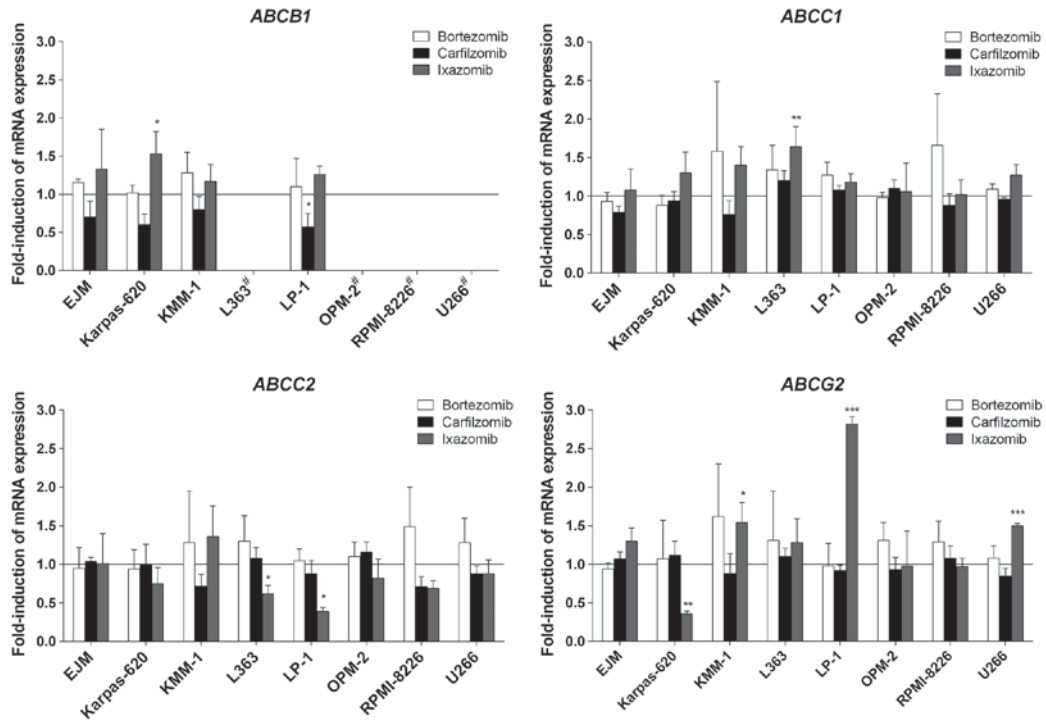 ABCB1
Fold-induction of mRNA expression
3.0
2.5
2.0
1.5
1.0
0.5
0.0
Bortezomib
Carfilzomib
Ixazomib
*
*
EJM
Karpas-620
KMM-1
L363#
LP-1
OPM-2#
RPMI-8226#
U266#
ABCC1
Fold-induction of mRNA expression
3.0
2.5
2.0
1.5
1.0
0.5
0.0
Bortezomib
Carfilzomib
Ixazomib
**
EJM
Karpas-620
KMM-1
L363
LP-1
OPM-2
RPMI-8226
U266
ABCC2
Fold-induction of mRNA expression
3.0
2.5
2.0
1.5
1.0
0.5
0.0
Bortezomib
Carfilzomib
Ixazomib
*
*
EJM
Karpas-620
KMM-1
L363
LP-1
OPM-2
RPMI-8226
U266
ABCG2
Fold-induction of mRNA expression
3.0
2.5
2.0
1.5
1.0
0.5
0.0
Bortezomib
Carfilzomib
Ixazomib
**
*
***
***
EJM
Karpas-620
KMM-1
L363
LP-1
OPM-2
RPMI-8226
U266